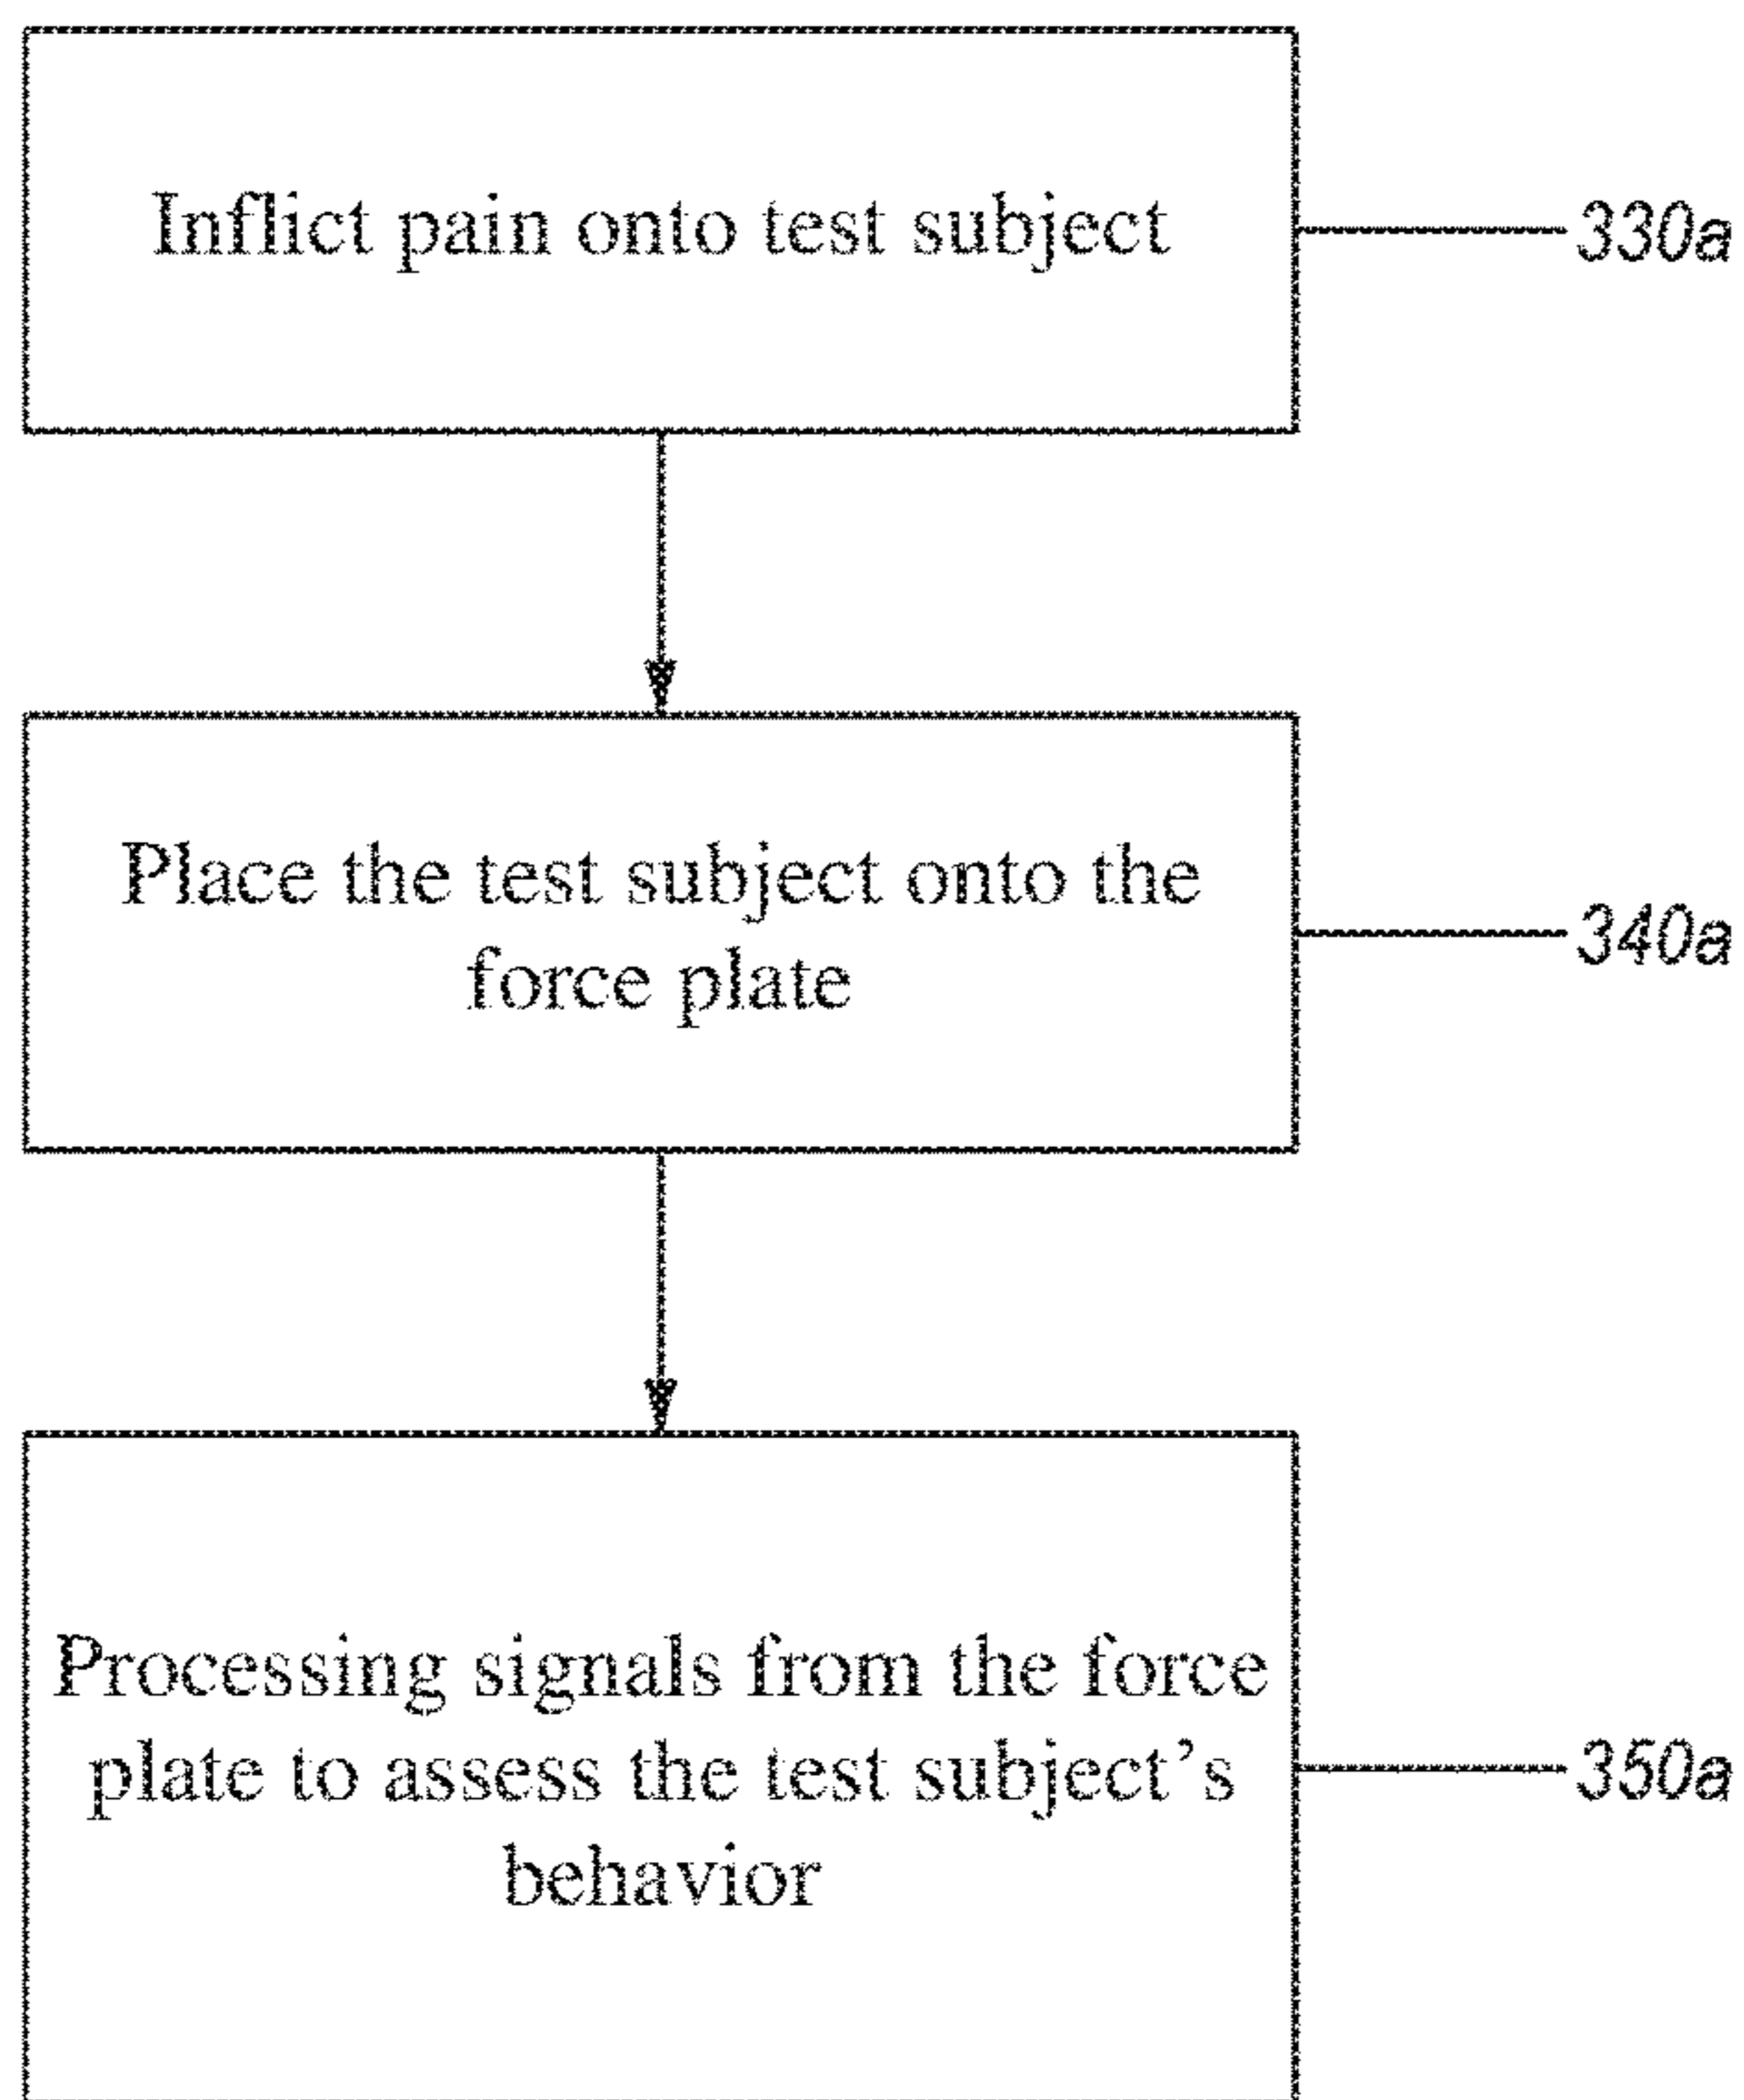 Inflict pain onto test subject
330a
Place the test subject onto the
force plate
340a
Processing signals from the force
plate to assess the test subject’s
behavior
350a